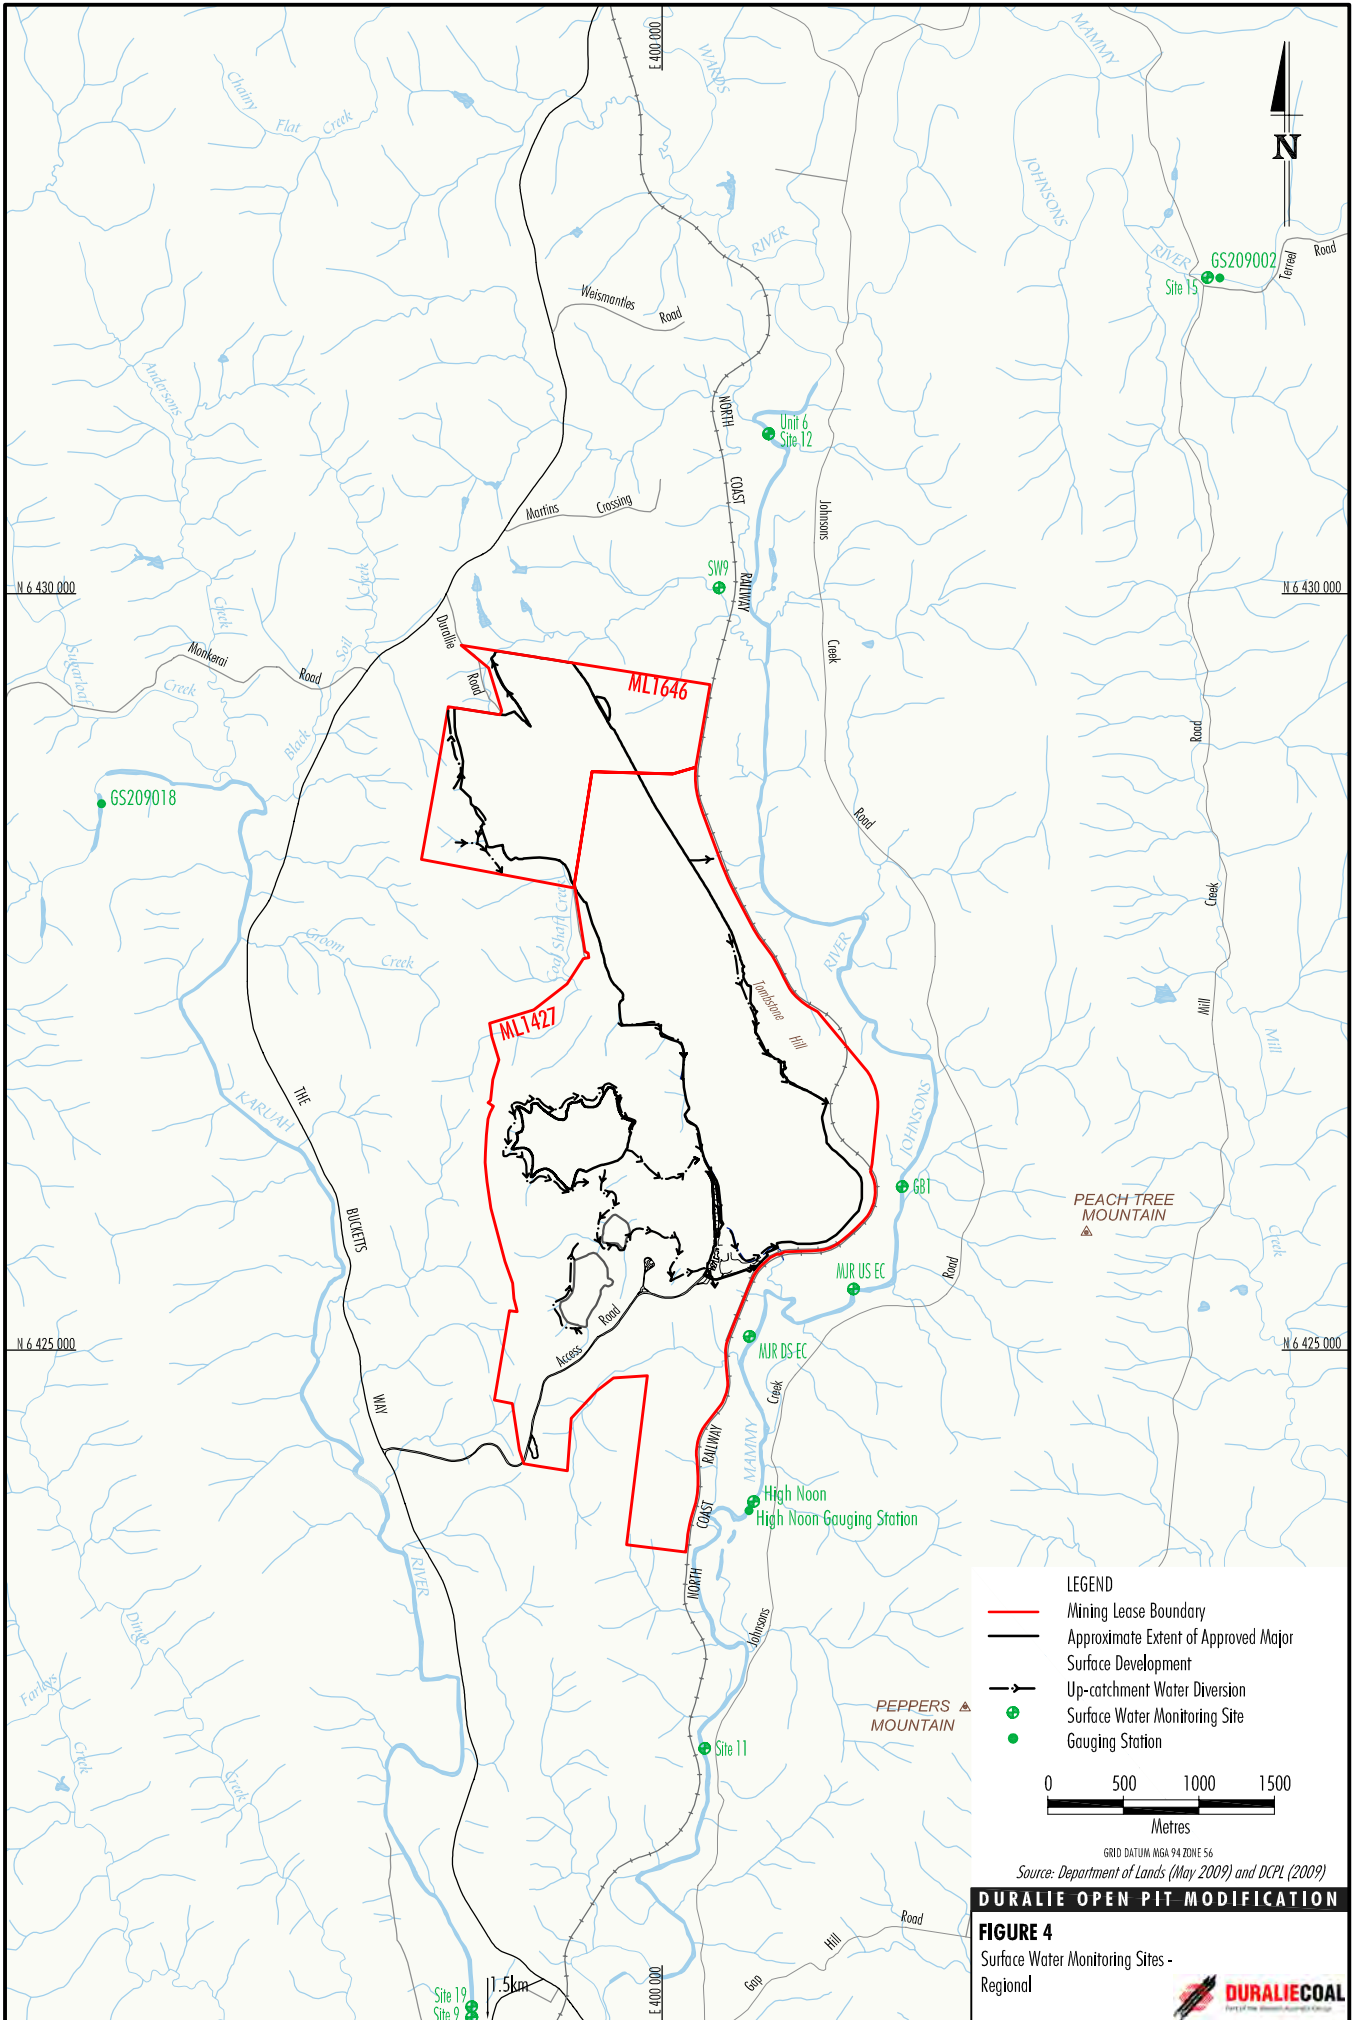 E 400 000
MAMMY
WARDS
Chainy
Flat
Creek
N
JOHNSONS
RIVER
RIVER
GS209002
Site 15
Terreel
Road
Weismantles
Road
Andersons
NORTH
Unit 6
Site 12
COAST
Johnsons
Martins
Crossing
SW9
RAILWAY
N 6 430 000
N 6 430 000
Creek
Creek
Soil
Durallie
Road
Creek
Monkerai
Road
Sugarloaf
Creek
Black
ML1646
Road
GS209018
Road
Creek
Coal Shaft Creek
Groom
Creek
RIVER
ML1427
Tombstone
Hill
Mill
Mill
THE
KARUAH
JOHNSONS
GB1
PEACH TREE
MOUNTAIN
BUCKETTS
Creek
Road
MJR US EC
Access
Road
N 6 425 000
N 6 425 000
MJR DS EC
Creek
WAY
RAILWAY
MAMMY
High Noon
High Noon Gauging Station
COAST
RIVER
NORTH
Johnsons
Dingo
Farleys
Creek
Creek
PEPPERS
MOUNTAIN
Site 11
LEGEND
Mining Lease Boundary
Approximate Extent of Approved Major
Surface Development
Up-catchment Water Diversion
Surface Water Monitoring Site
Gauging Station
0 500 1000 1500
Metres
GRID DATUM MGA 94 ZONE 56
Source: Department of Lands (May 2009) and DCPL (2009)
DURALIE OPEN PIT MODIFICATION
FIGURE 4
Surface Water Monitoring Sites -
Regional
DURALIECOAL
Gap
Hill
Road
E 400 000
1.5km
Site 19
Site 9